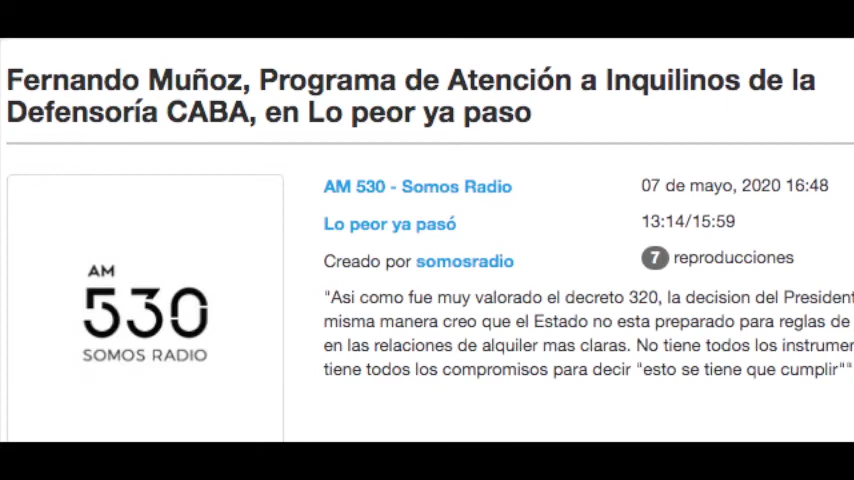 Fernando Muñoz, Programa de Atención a Inquilinos de la
Defensoría CABA, en Lo peor ya paso
AM 530 - Somos Radio
07 de mayo, 2020 16:48
Lo peor ya pasó
13:14/15:59
Creado por somosradio
7 reproducciones
"Asi como fue muy valorado el decreto 320, la decision del President
misma manera creo que el Estado no esta preparado para reglas de
en las relaciones de alquiler mas claras. No tiene todos los instrumer
tiene todos los compromisos para decir "esto se tiene que cumplir""
AM
530
SOMOS RADIO